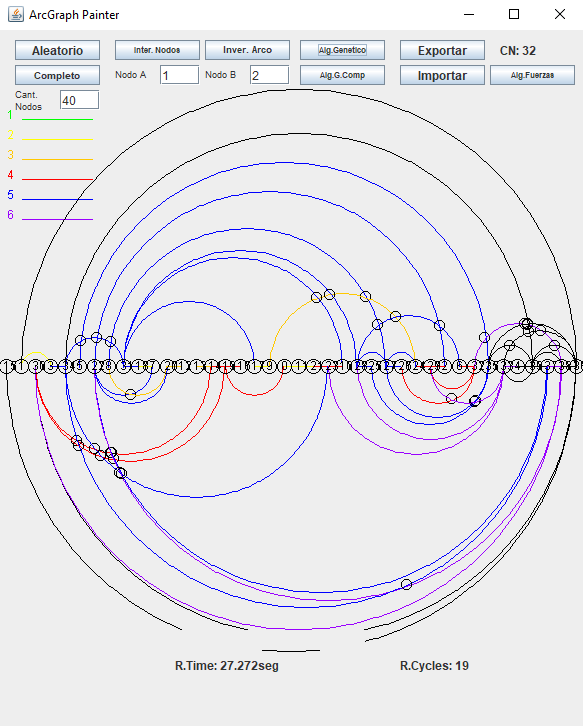 ArcGraph Painter
Aleatorio
Inter. Nodos
Inver. Arco
Alg.Genetico
Exportar
CN: 32
Completo
Nodo A
1
Nodo B
2
Alg.G.Comp
Importar
Alg.Fuerzas
Cant.
Nodos
40
1
2
3
4
5
6
R.Time: 27.272seg
R.Cycles: 19